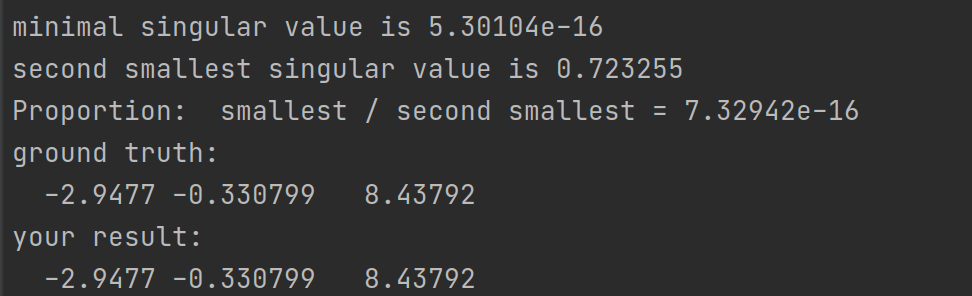 minimal singular value is 5.30104e-16
second smallest singular value is 0.723255
Proportion:  smallest / second smallest = 7.32942e-16
ground truth:
  -2.9477 -0.330799   8.43792
your result:
  -2.9477 -0.330799   8.43792